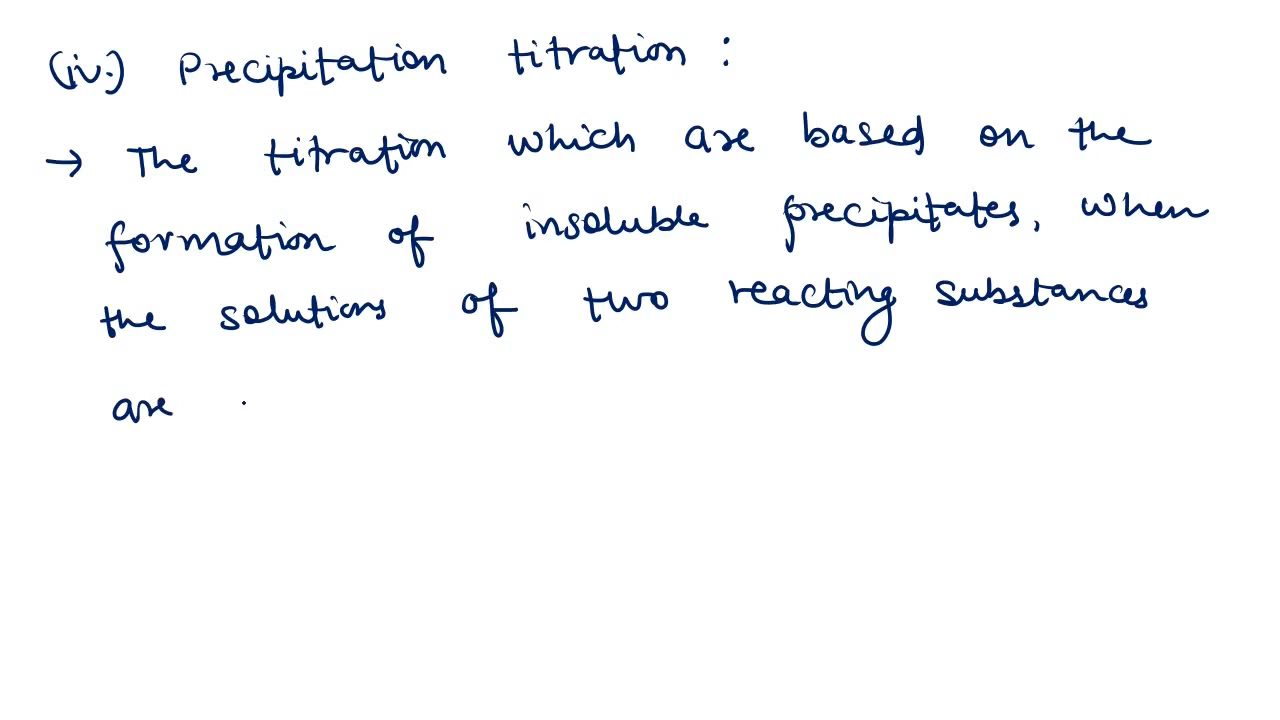 (iv.) Precipitation titration :
→ The titration which are based on the
formation of insoluble precipitates, when
the solutions of two reacting substances
are